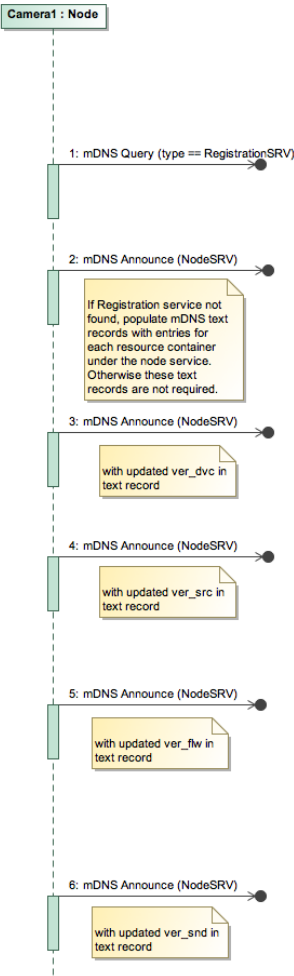 Camera1 : Node
1: mDNS Query (type == RegistrationSRV)
2: mDNS Announce (NodeSRV)
If Registration service not
found, populate mDNS text
records with entries for
each resource container
under the node service.
Otherwise these text
records are not required.
3: mDNS Announce (NodeSRV)
with updated ver_dvc in
text record
4: mDNS Announce (NodeSRV)
with updated ver_src in
text record
5: mDNS Announce (NodeSRV)
with updated ver_flw in
text record
6: mDNS Announce (NodeSRV)
with updated ver_snd in
text record